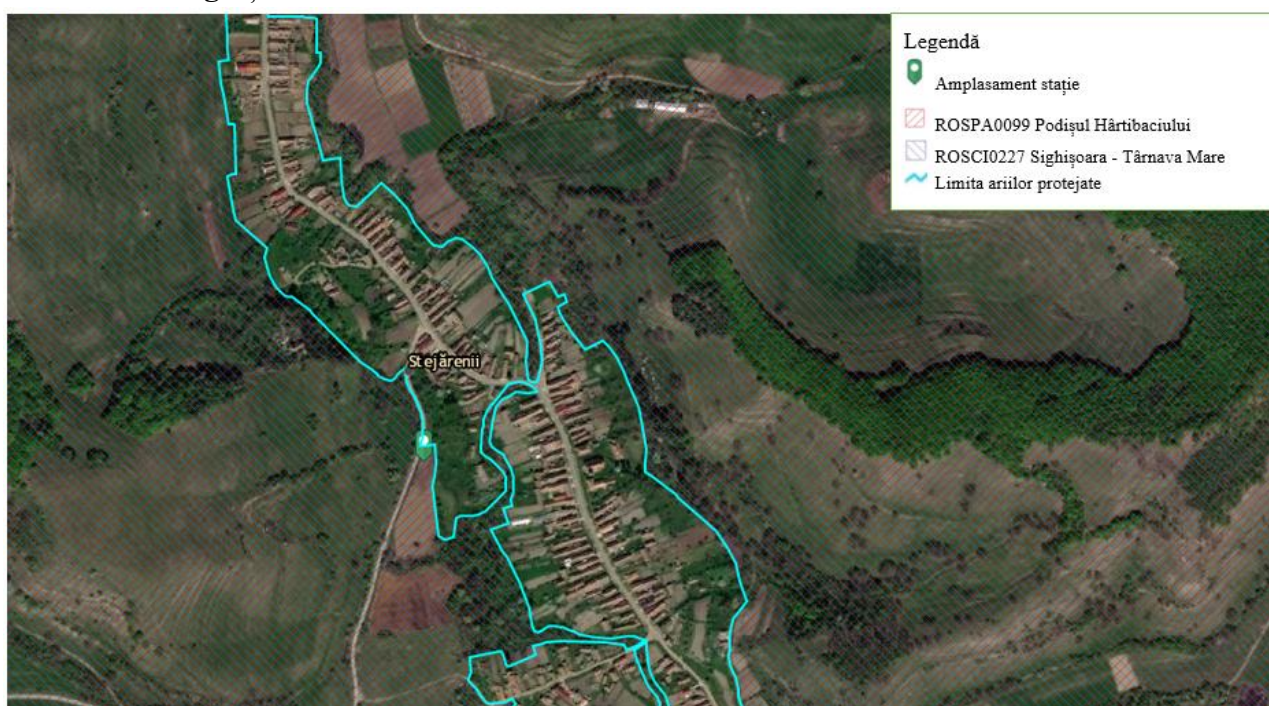 Legendă
Amplasament stație
ROSPA0099 Podișul Hârtibaciului
ROSCI0227 Sighișoara - Târnava Mare
Limita ariilor protejate
Stejărenii